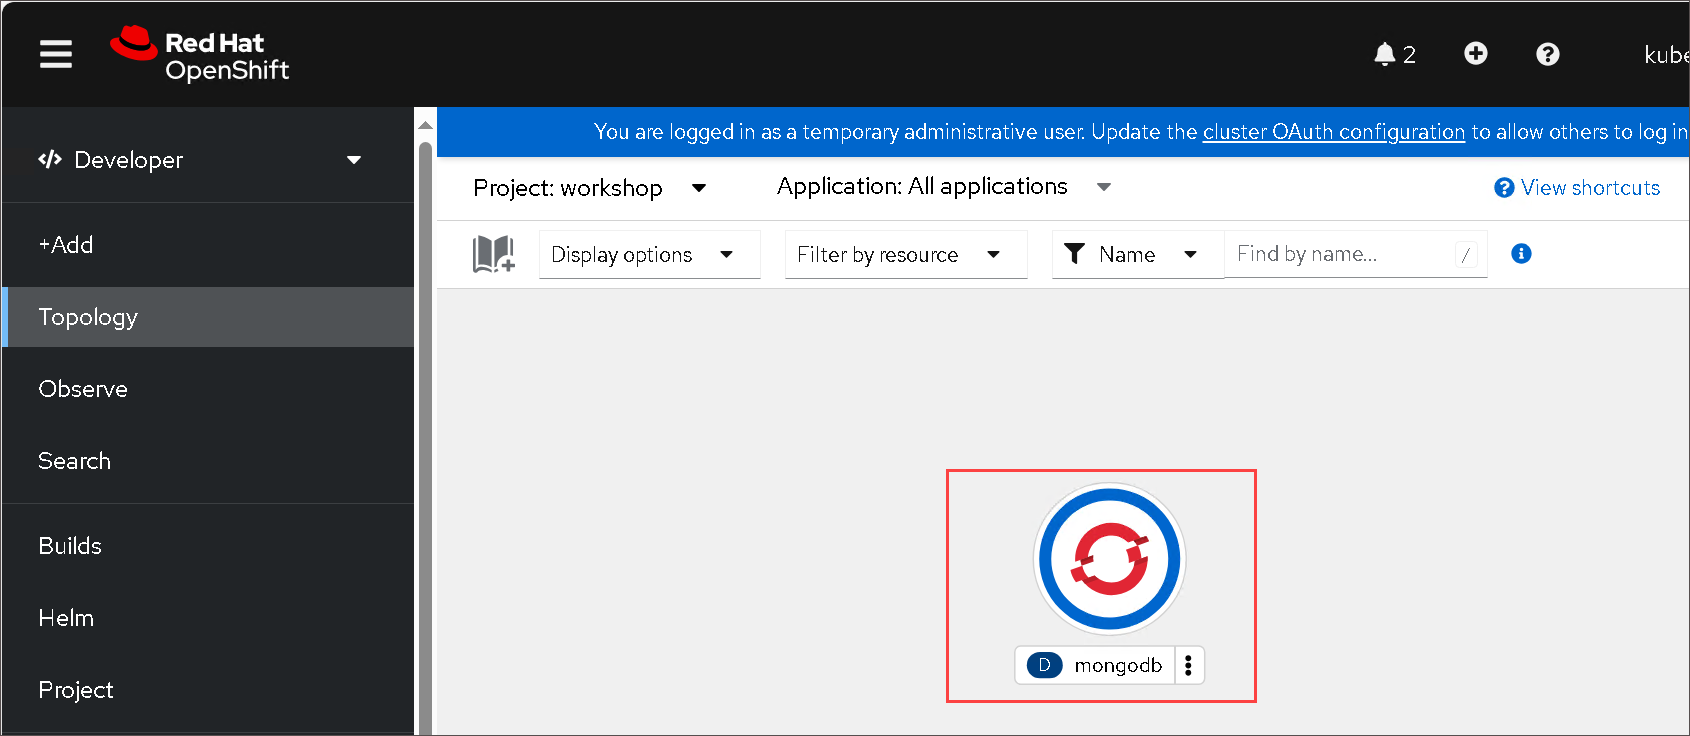 Red Hat
OpenShift
2
kube
Developer
You are logged in as a temporary administrative user. Update the cluster OAuth configuration to allow others to log in
Project: workshop
Application: All applications
View shortcuts
+Add
Display options
Filter by resource
Name
Find by name...
/
Topology
Observe
Search
Builds
Helm
Project
D mongodb